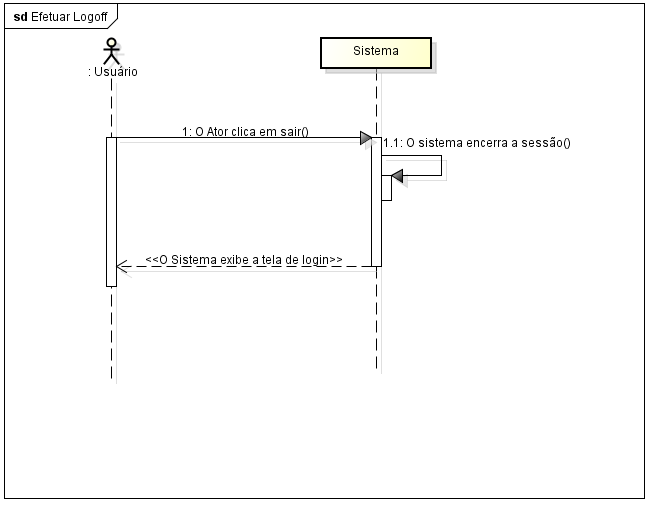 sd Efetuar Logoff
: Usuário
Sistema
1: O Ator clica em sair()
1.1: O sistema encerra a sessão()
<<O Sistema exibe a tela de login>>